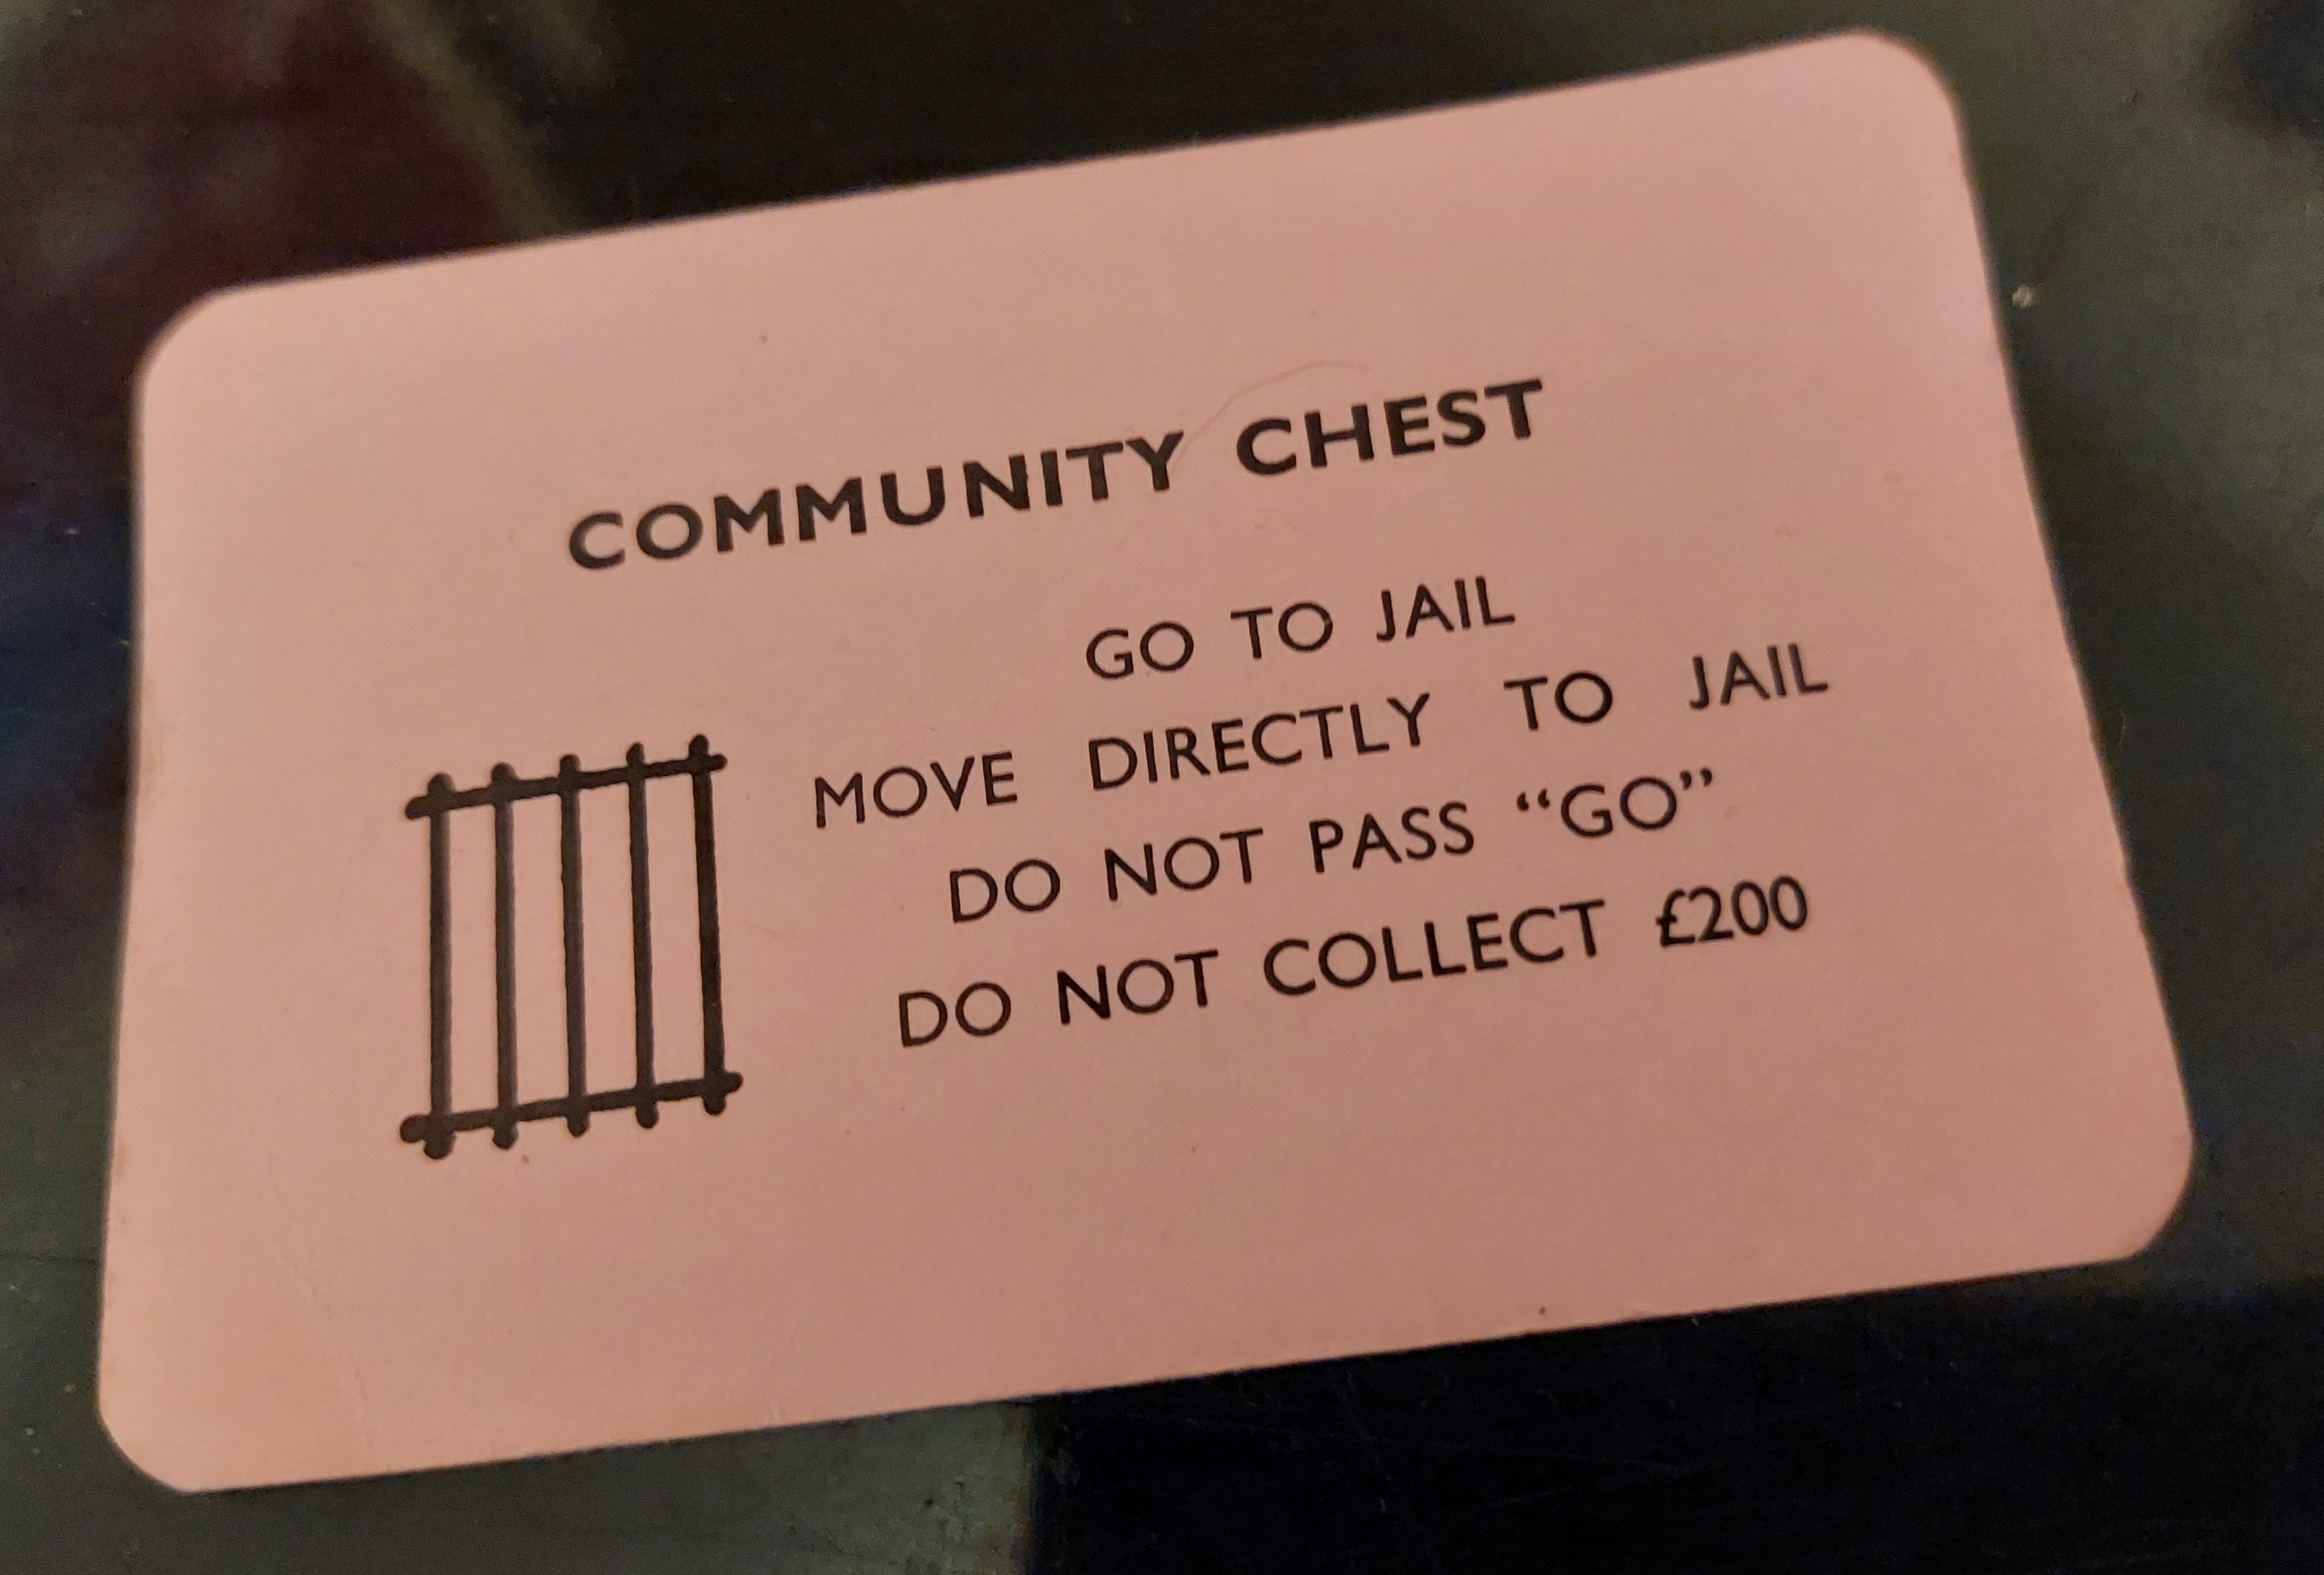 COMMUNITY CHEST
GO TO JAIL
MOVE DIRECTLY TO JAIL
DO NOT PASS “GO”
DO NOT COLLECT £200